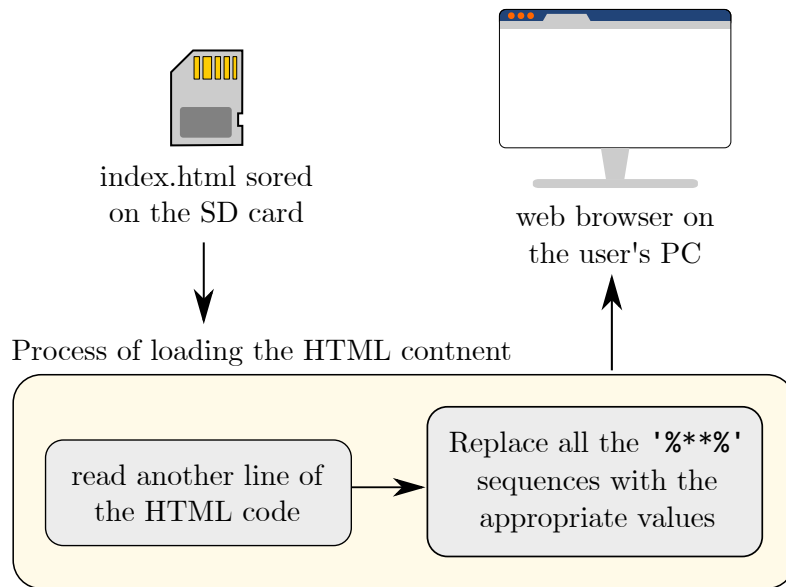 index.html sored
on the SD card
web browser on
the user's PC
Process of loading the HTML contnent
read another line of
the HTML code
Replace all the '%**%'
sequences with the
appropriate values